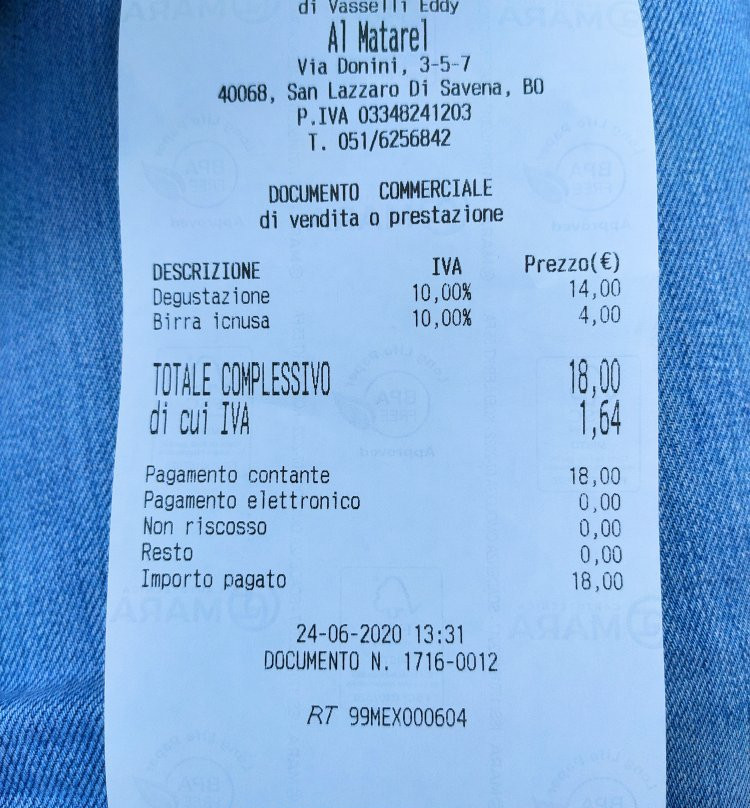 di Vasselli Eddy
Al Matarel
Via Donini, 3-5-7
40068, San Lazzaro Di Savena, BO
P.IVA 03348241203
T. 051/6256842
DOCUMENTO COMMERCIALE
di vendita o prestazione
DESCRIZIONE IVA Prezzo(€)
Degustazione 10,00% 14,00
Birra icnusa 10,00% 4,00
TOTALE COMPLESSIVO 18,00
di cui IVA 1,64
Pagamento contante 18,00
Pagamento elettronico 0,00
Non riscosso 0,00
Resto 0,00
Importo pagato 18,00
24-06-2020 13:31
DOCUMENTO N. 1716-0012
RT 99MEX000604